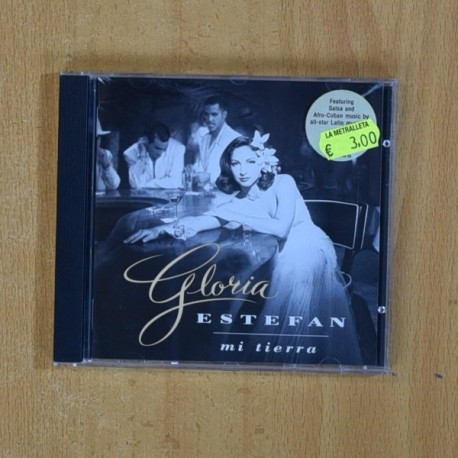 Featuring
Salsa and
Afro-Cuban music by
all-star Latin
LA METRALLETA
€ 3,00
Gloria
ESTEFAN
mi tierra